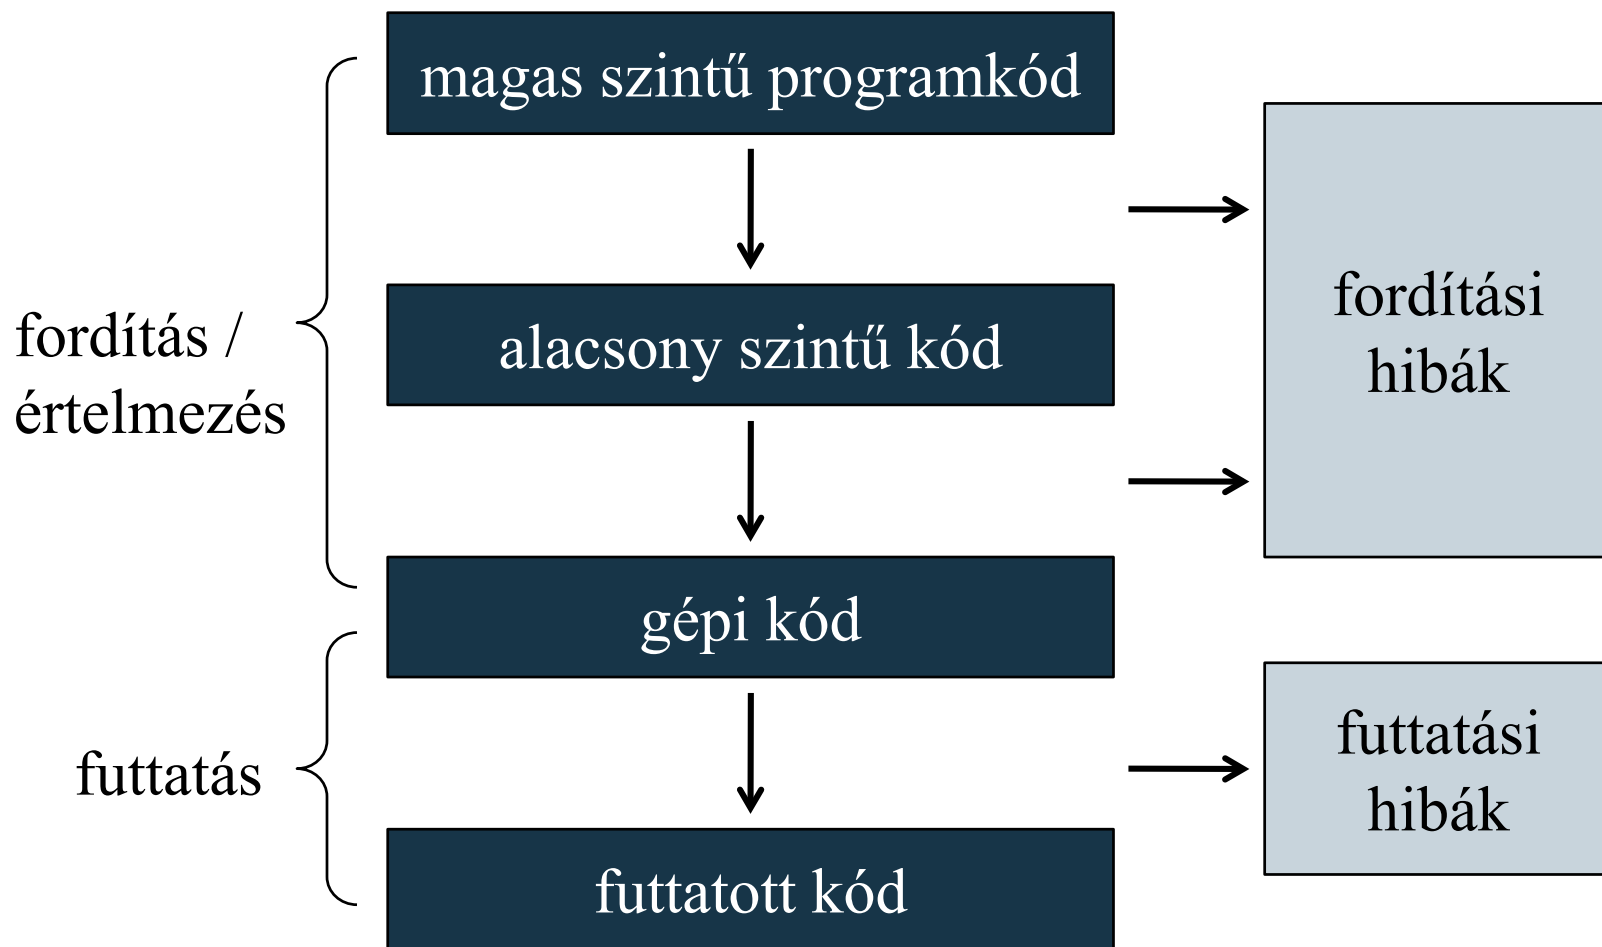 magas szintű programkód
fordítás /
értelmezés
alacsony szintű kód
fordítási
hibák
gépi kód
futtatás
futtatási
hibák
futtatott kód